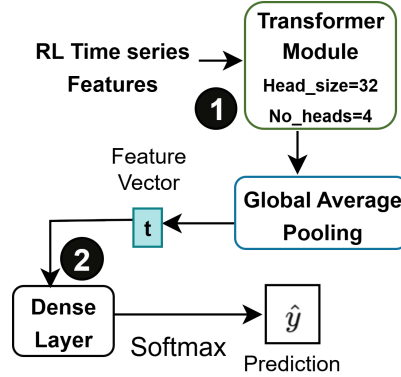 Transformer
Module
Head_size=32
No_heads=4
RL Time series
Features
1
Feature
Vector
t
Global Average
Pooling
2
Dense
Layer
Softmax
ŷ
Prediction